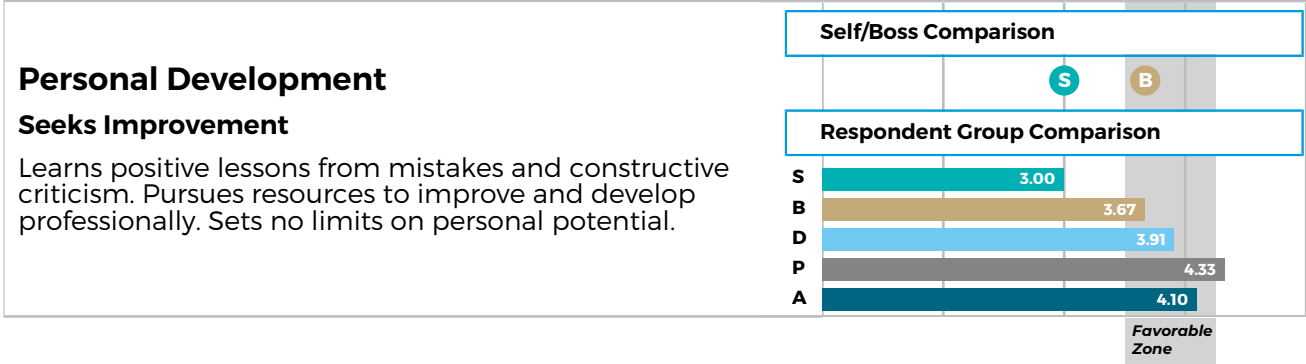 Personal Development
Seeks Improvement
Learns positive lessons from mistakes and constructive
criticism. Pursues resources to improve and develop
professionally. Sets no limits on personal potential.
Self/Boss Comparison
S B
Respondent Group Comparison
S 3.00
B 3.67
D 3.91
P 4.33
A 4.10
Favorable
Zone